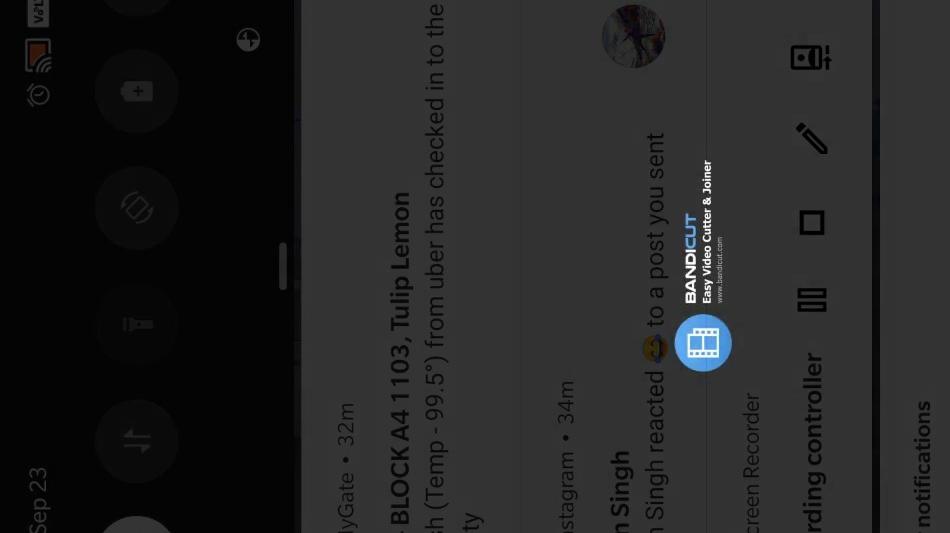 VoLTE
Sep 23
yGate • 32m
BLOCK A4 1103, Tulip Lemon
h (Temp - 99.5°) from uber has checked in to the
ty
stagram • 34m
n Singh
n Singh reacted 😄 to a post you sent
BANDICUT
Easy Video Cutter & Joiner
www.bandicut.com
creen Recorder
rding controller
notifications